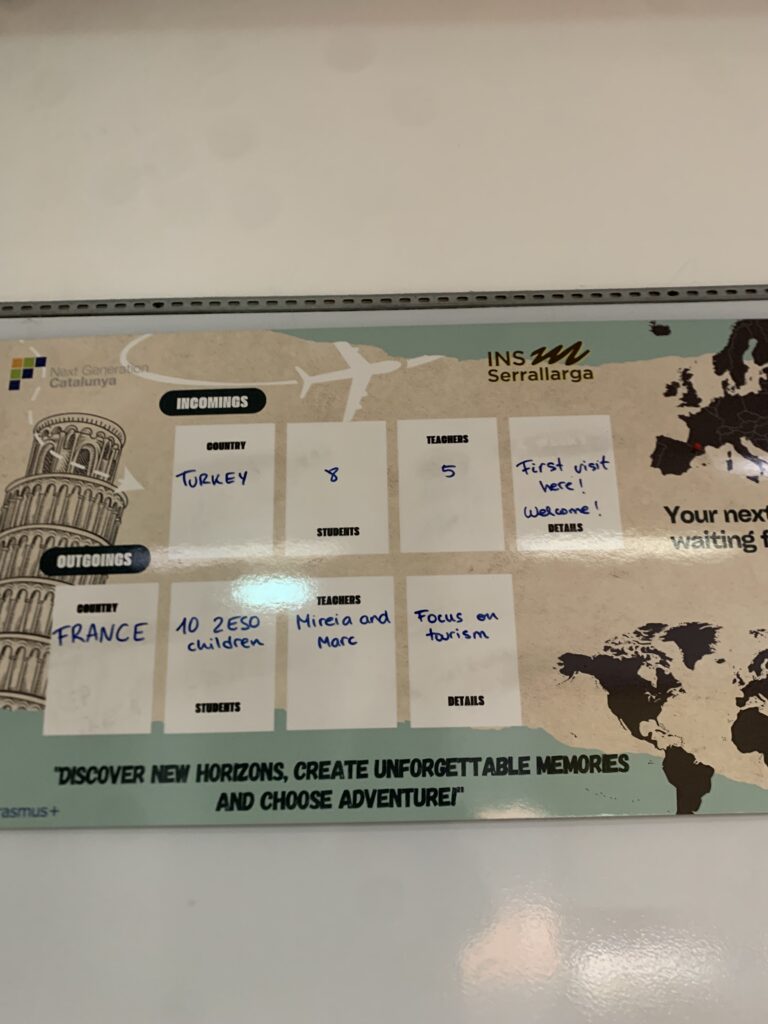 Next Generation
Catalunya
INS
Serrallarga
INCOMINGS
COUNTRY
TURKEY
8
STUDENTS
TEACHERS
5
First visit
here!
Welcome!
DETAILS
Your next
waiting f
OUTGOINGS
COUNTRY
FRANCE
10 2ESO
children
STUDENTS
TEACHERS
Mireia and
Marc
Focus on
tourism
DETAILS
"DISCOVER NEW HORIZONS, CREATE UNFORGETTABLE MEMORIES
AND CHOOSE ADVENTURE!"
rasmus+